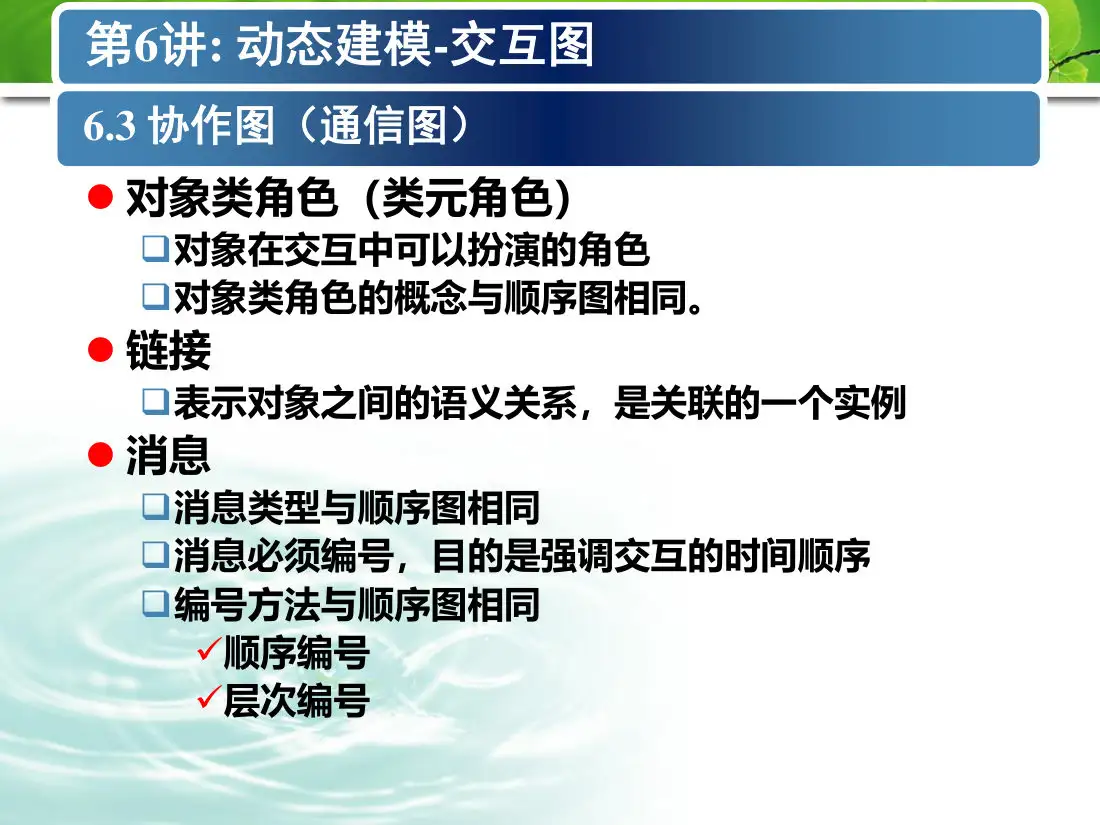 第6讲: 动态建模-交互图
6.3 协作图（通信图）
对象类角色（类元角色）
对象在交互中可以扮演的角色
对象类角色的概念与顺序图相同。
链接
表示对象之间的语义关系，是关联的一个实例
消息
消息类型与顺序图相同
消息必须编号，目的是强调交互的时间顺序
编号方法与顺序图相同
顺序编号
层次编号